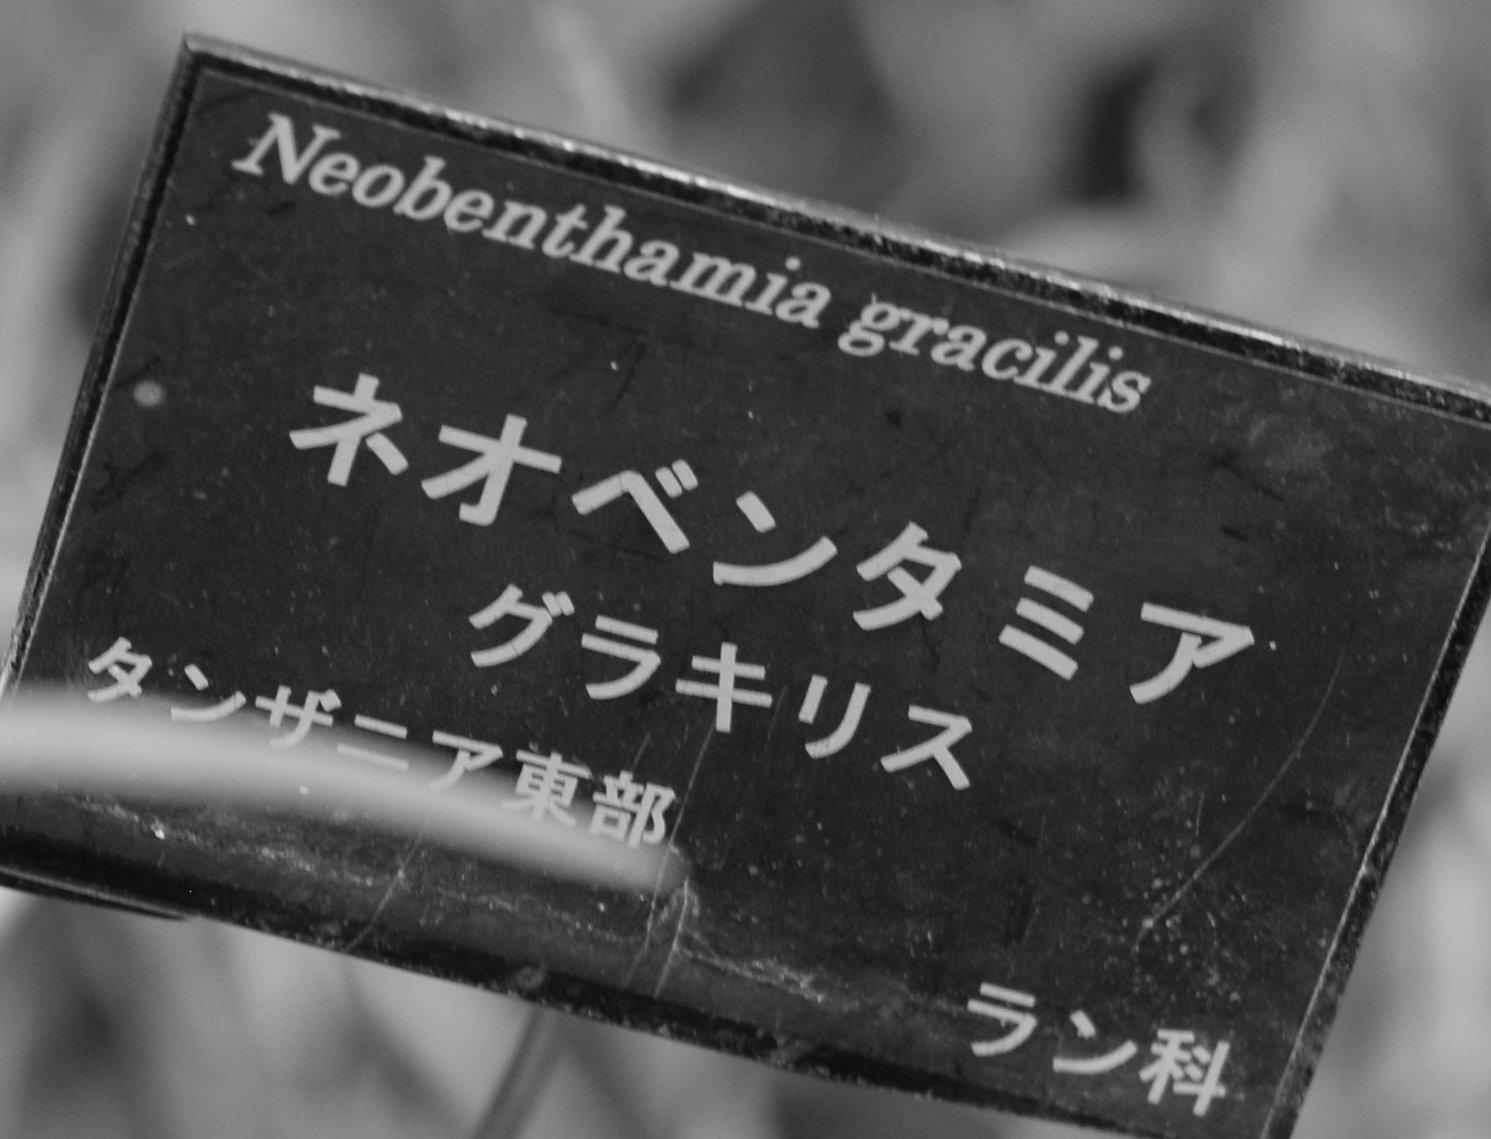 Neobenthamia gracilis
ネオベンタミア
グラキリス
タンザニア東部
ラン科